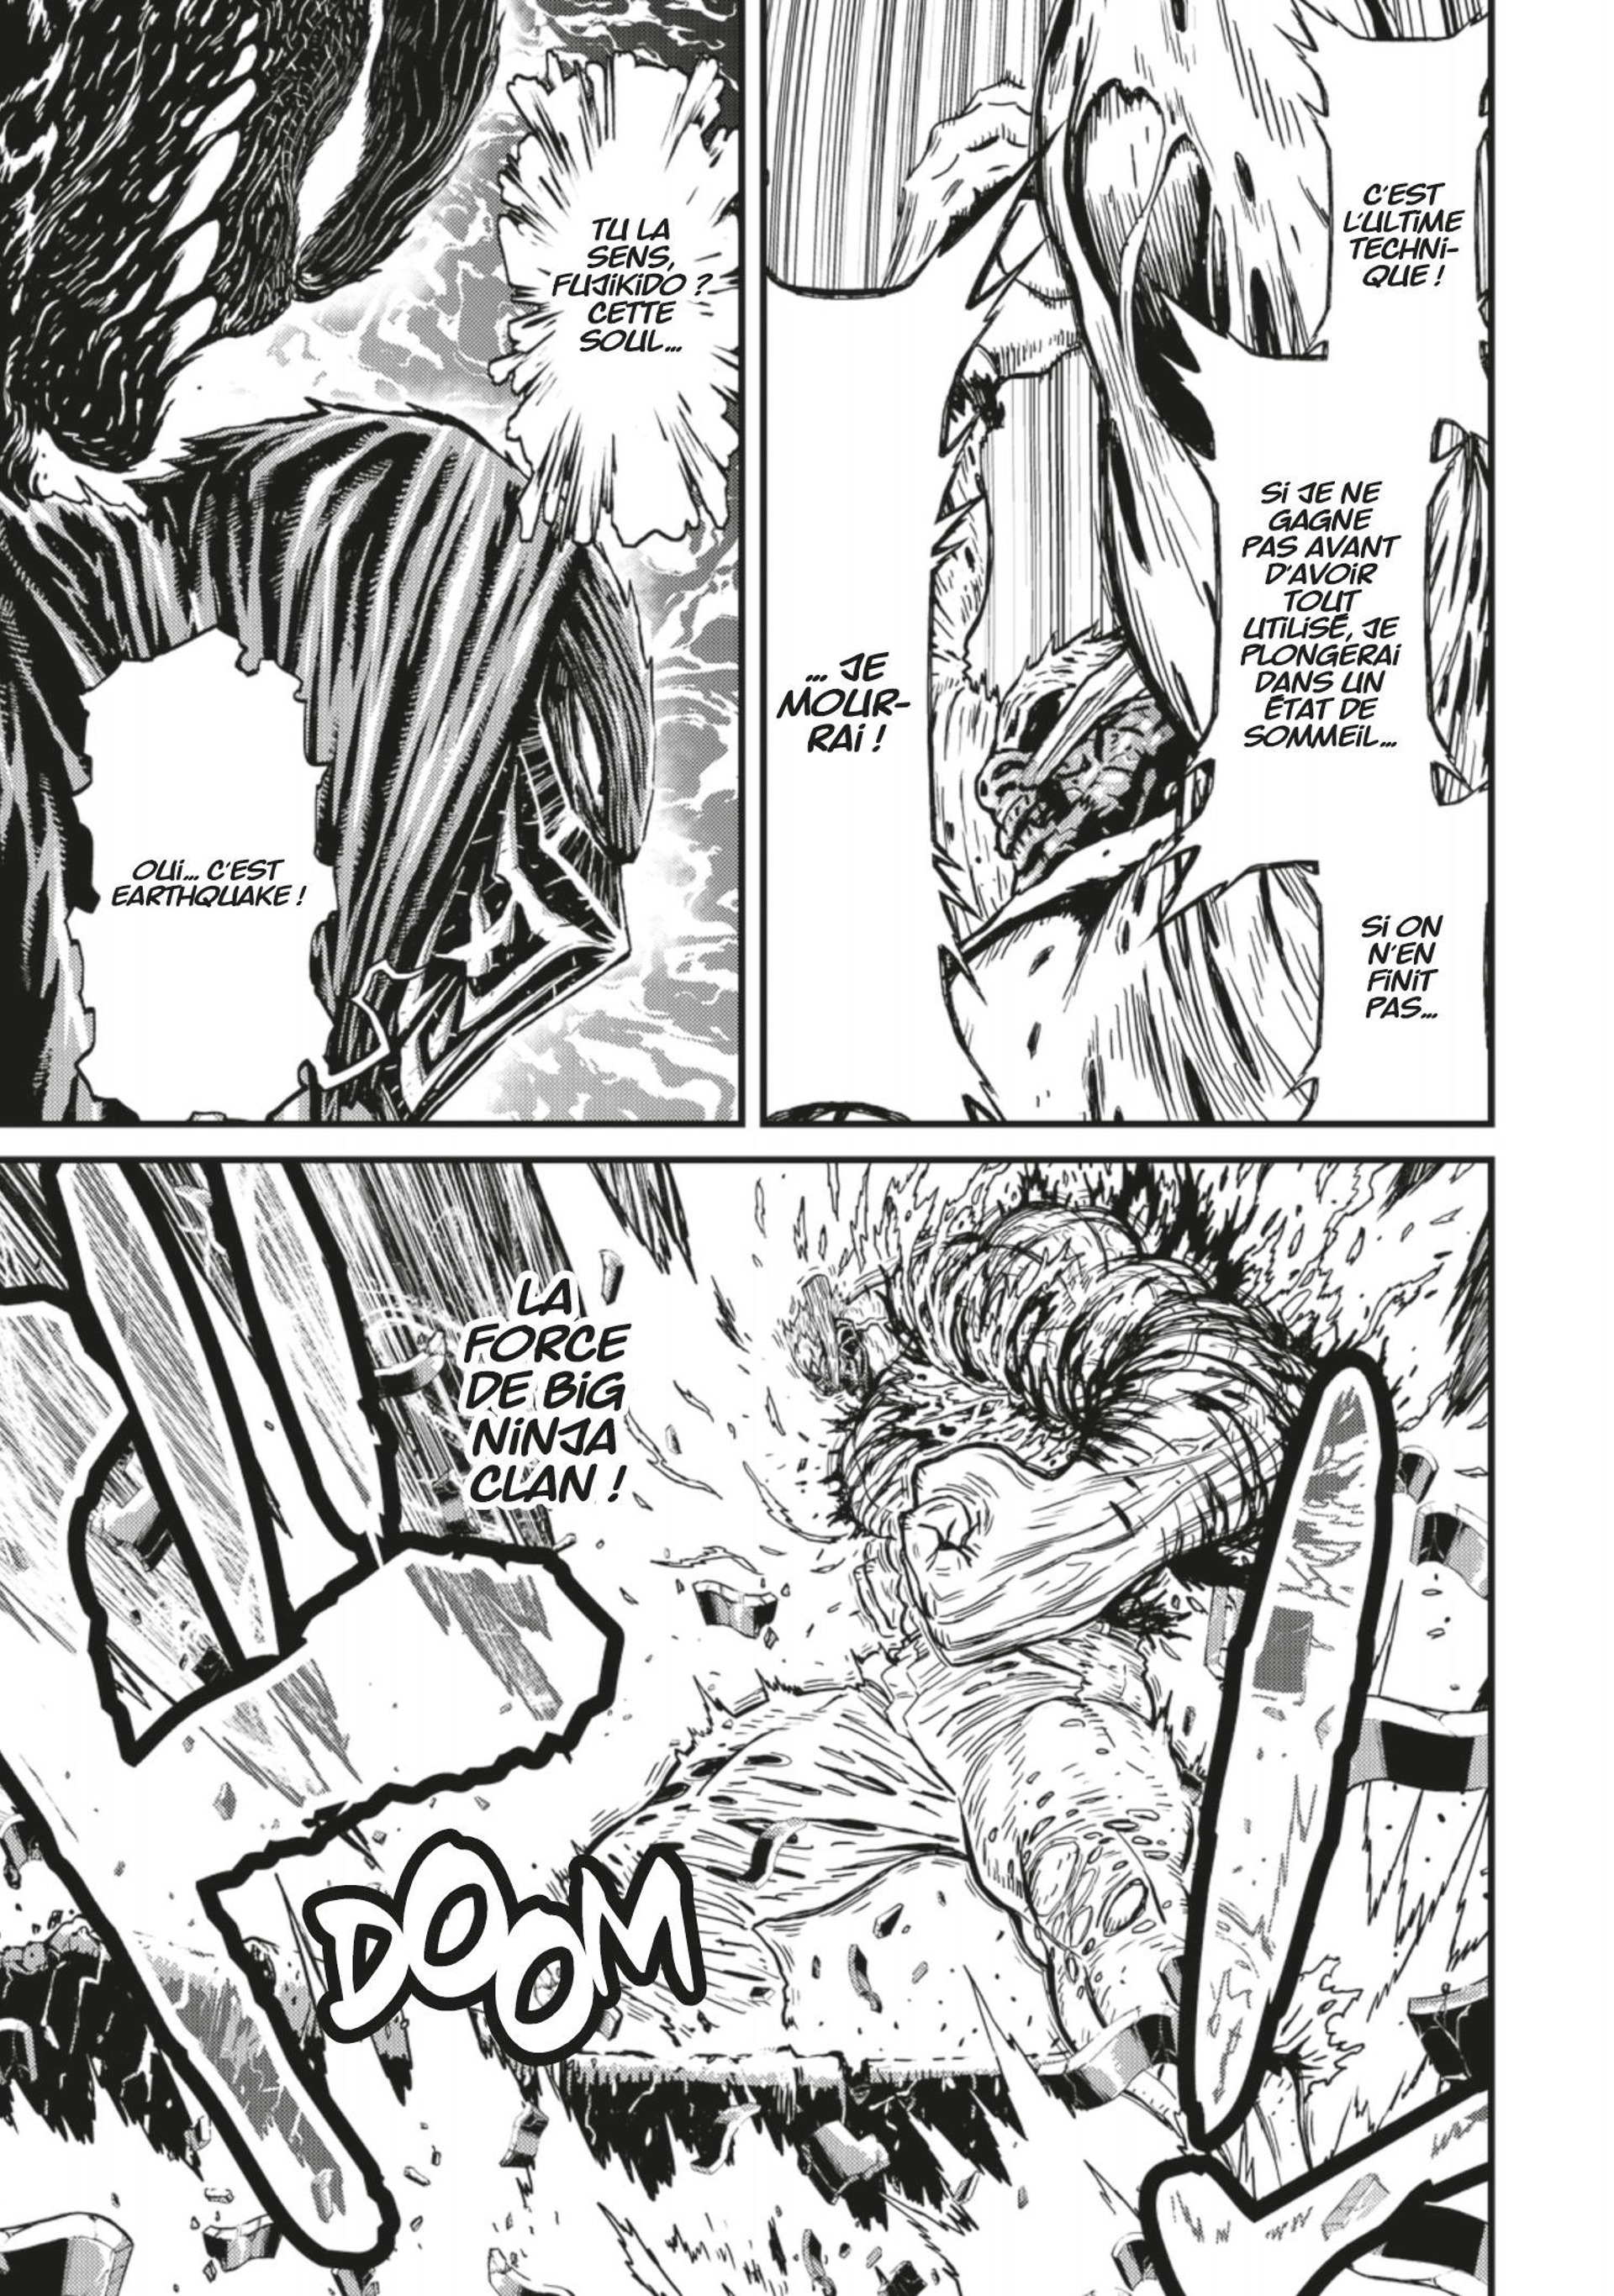 C'EST
L'ULTIME
TECHNI-
QUE !
SI JE NE
GAGNE
PAS AVANT
D'AVOIR
TOUT
UTILISÉ, JE
PLONGERAI
DANS UN
ÉTAT DE
SOMMEIL...
SI ON
N'EN
FINIT
PAS...
... JE
MOUR-
RAI !
TU LA
SENS,
FUJIKIDO ?
CETTE
SOUL...
OUI... C'EST
EARTHQUAKE !
LA
FORCE
DE BIG
NINJA
CLAN !
DOOM